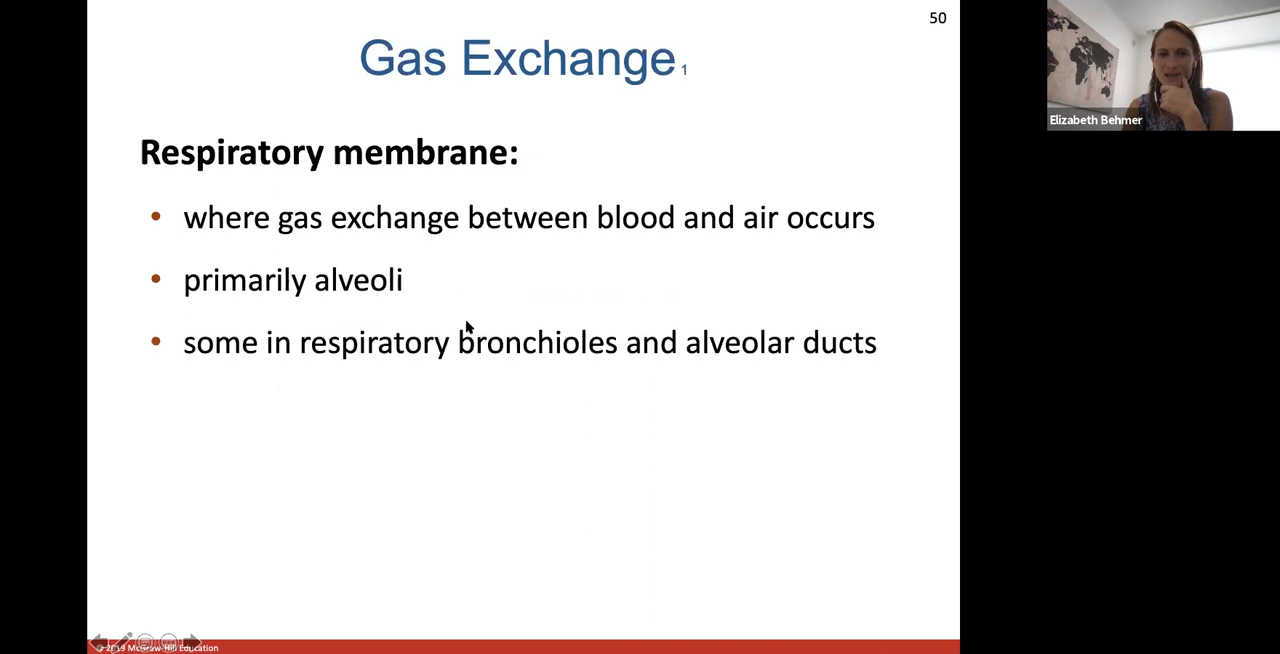 50
Gas Exchange 1
Respiratory membrane:
• where gas exchange between blood and air occurs
• primarily alveoli
• some in respiratory bronchioles and alveolar ducts
© 2019 McGraw-Hill Education
Elizabeth Behmer